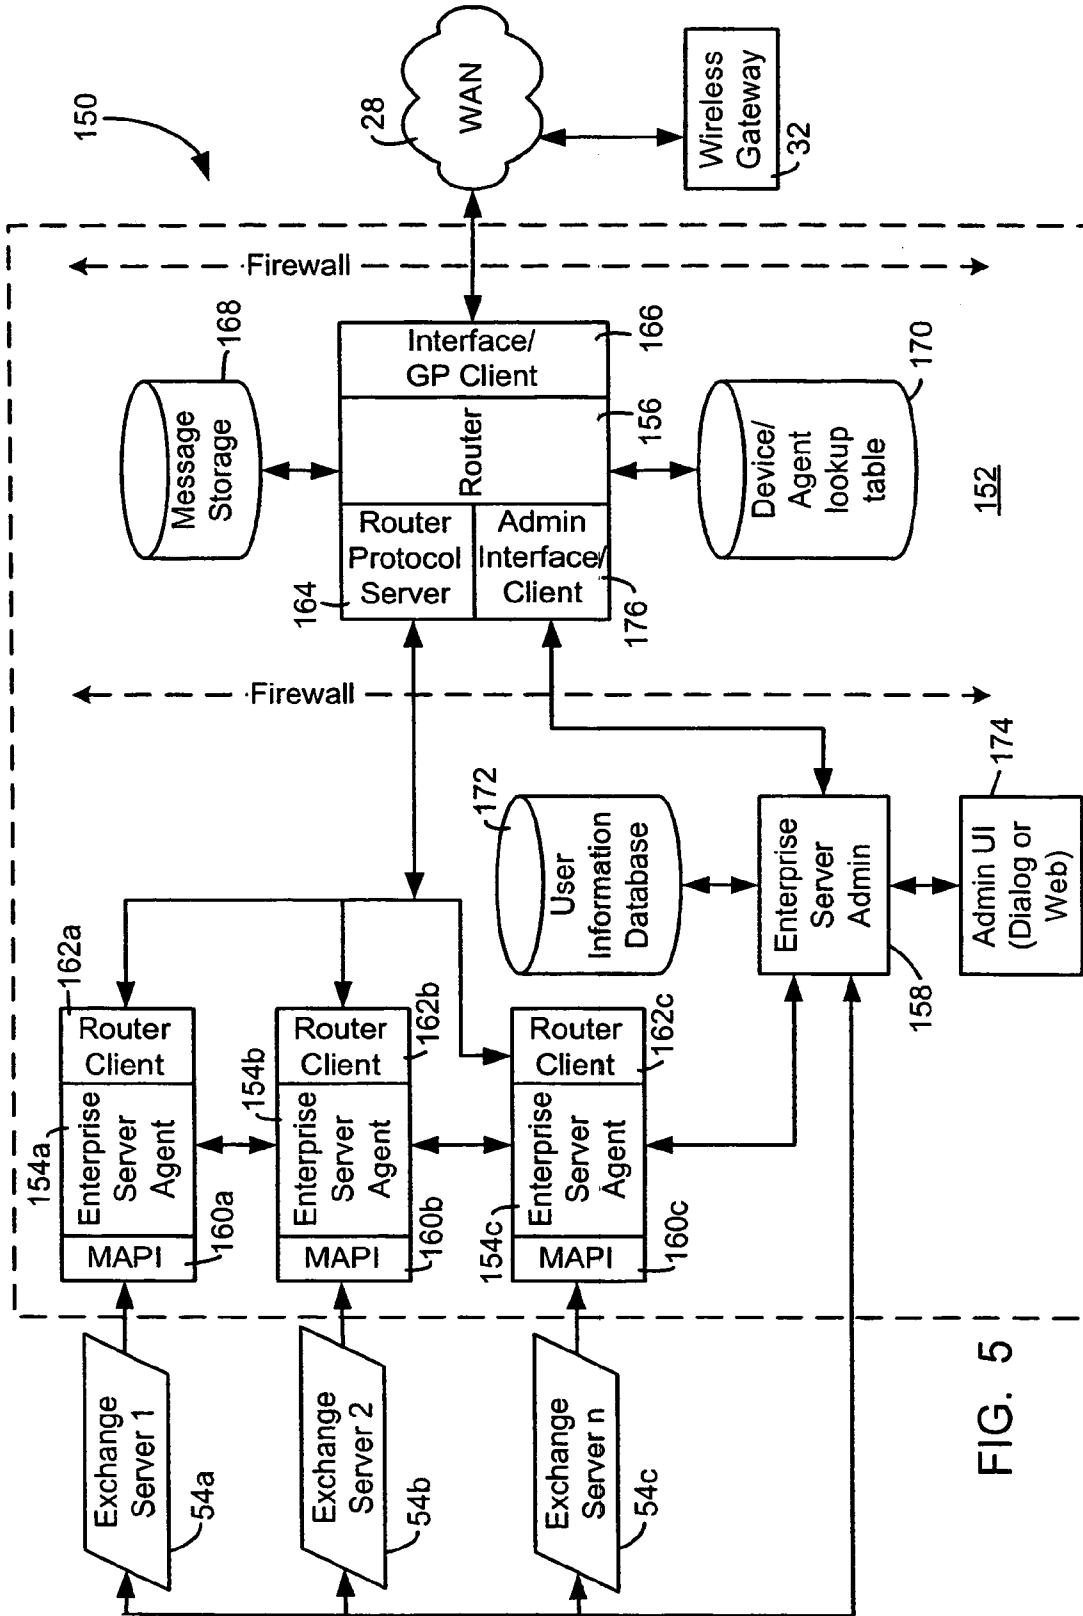 150
28
WAN
Wireless
Gateway
32
Firewall
168
Message
Storage
Interface/
GP Client
166
Router
156
Router
Protocol
Server
164
Admin
Interface/
Client
176
170
Device/
Agent
lookup
table
152
Firewall
172
User
Information
Database
Enterprise
Server
Admin
158
174
Admin UI
(Dialog or
Web)
162a
Router
Client
154a
Enterprise
Server
Agent
MAPI
160a
Router
Client
162b
154b
Enterprise
Server
Agent
MAPI
160b
Router
Client
162c
Enterprise
Server
Agent
154c
MAPI
160c
Exchange
Server 1
54a
Exchange
Server 2
54b
Exchange
Server n
54c
FIG. 5